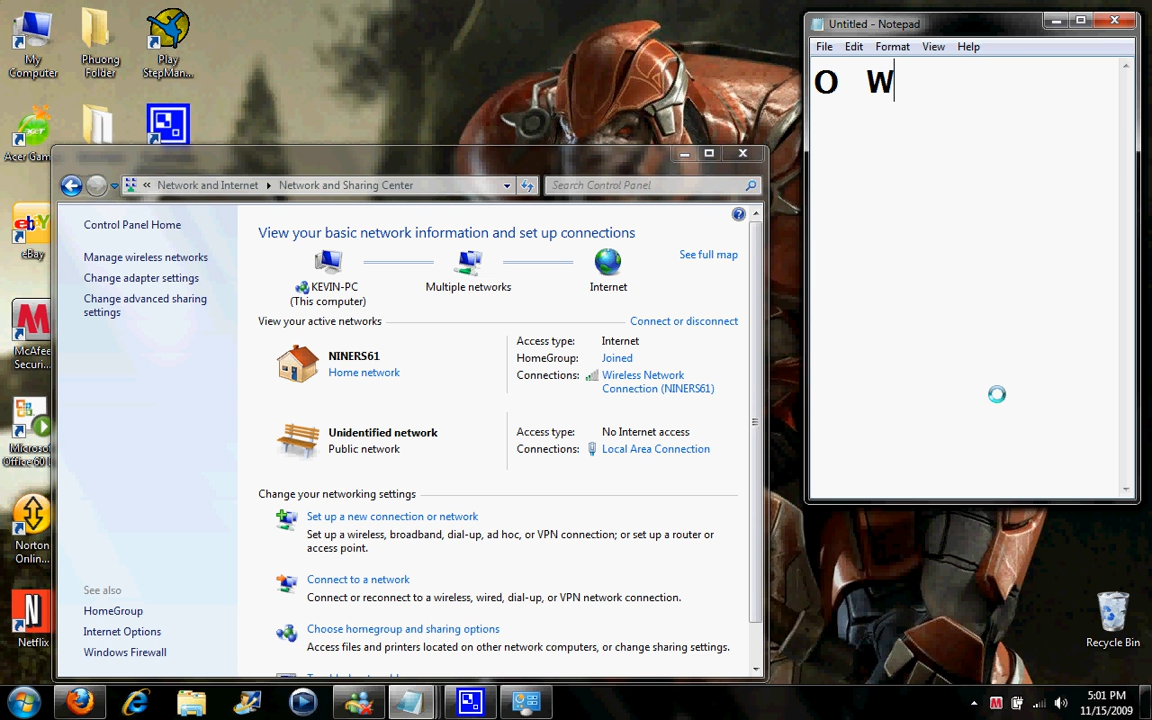 My
Computer
Phuong
Folder
Play
StepMan...
Acer Gam
eBay
McAfee
Securi...
Microso
Office 60
Norton
Onlin...
Netflix
Untitled - Notepad
File Edit Format View Help
O W
« Network and Internet Network and Sharing Center
Search Control Panel
Control Panel Home
Manage wireless networks
Change adapter settings
Change advanced sharing
settings
See also
HomeGroup
Internet Options
Windows Firewall
View your basic network information and set up connections
See full map
KEVIN-PC
(This computer)
Multiple networks
Internet
View your active networks
Connect or disconnect
NINERS61
Home network
Access type: Internet
HomeGroup: Joined
Connections: Wireless Network
Connection (NINERS61)
Unidentified network
Public network
Access type: No Internet access
Connections: Local Area Connection
Change your networking settings
Set up a new connection or network
Set up a wireless, broadband, dial-up, ad hoc, or VPN connection; or set up a router or
access point.
Connect to a network
Connect or reconnect to a wireless, wired, dial-up, or VPN network connection.
Choose homegroup and sharing options
Access files and printers located on other network computers, or change sharing settings.
Recycle Bin
5:01 PM
11/15/2009